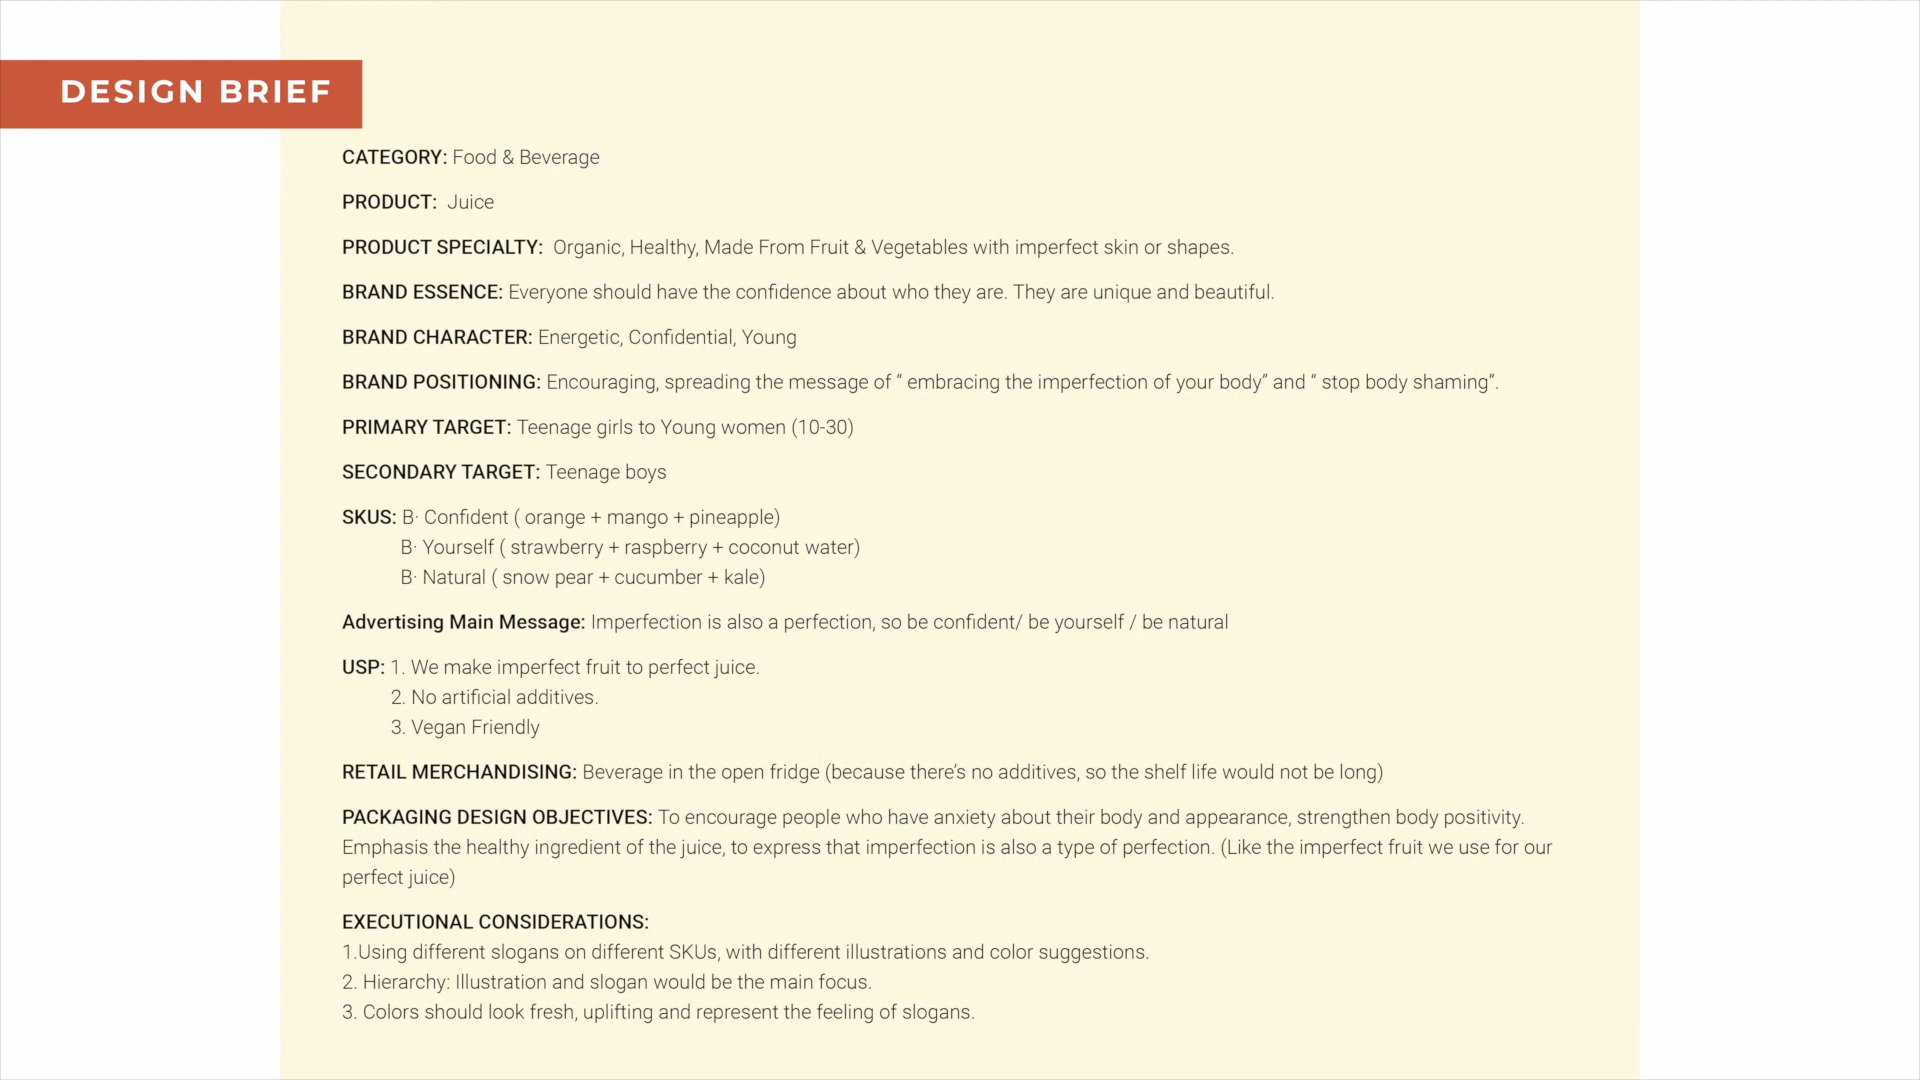 DESIGN BRIEF
CATEGORY: Food & Beverage
PRODUCT: Juice
PRODUCT SPECIALTY: Organic, Healthy, Made From Fruit & Vegetables with imperfect skin or shapes.
BRAND ESSENCE: Everyone should have the confidence about who they are. They are unique and beautiful.
BRAND CHARACTER: Energetic, Confidential, Young
BRAND POSITIONING: Encouraging, spreading the message of “ embracing the imperfection of your body” and “ stop body shaming”.
PRIMARY TARGET: Teenage girls to Young women (10-30)
SECONDARY TARGET: Teenage boys
SKUS: B· Confident ( orange + mango + pineapple)
B· Yourself ( strawberry + raspberry + coconut water)
B· Natural ( snow pear + cucumber + kale)
Advertising Main Message: Imperfection is also a perfection, so be confident/ be yourself / be natural
USP: 1. We make imperfect fruit to perfect juice.
2. No artificial additives.
3. Vegan Friendly
RETAIL MERCHANDISING: Beverage in the open fridge (because there’s no additives, so the shelf life would not be long)
PACKAGING DESIGN OBJECTIVES: To encourage people who have anxiety about their body and appearance, strengthen body positivity.
Emphasis the healthy ingredient of the juice, to express that imperfection is also a type of perfection. (Like the imperfect fruit we use for our
perfect juice)
EXECUTIONAL CONSIDERATIONS:
1.Using different slogans on different SKUs, with different illustrations and color suggestions.
2. Hierarchy: Illustration and slogan would be the main focus.
3. Colors should look fresh, uplifting and represent the feeling of slogans.